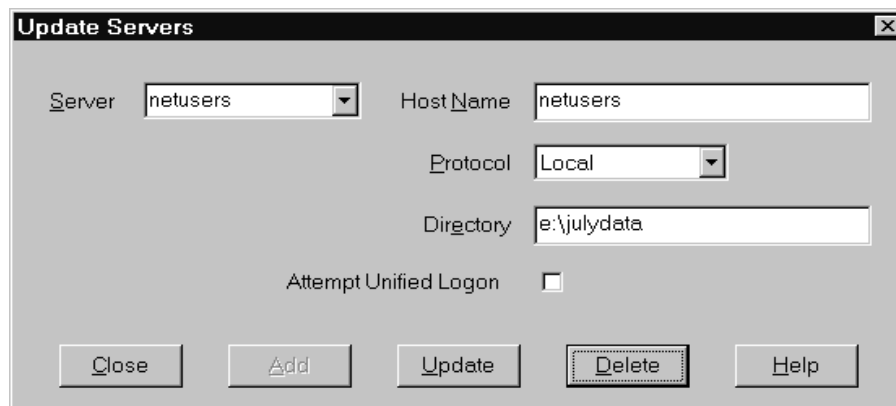 Update Servers
Server netusers Host Name netusers
Protocol Local
Directory e:\julydata
Attempt Unified Logon
Close Add Update Delete Help